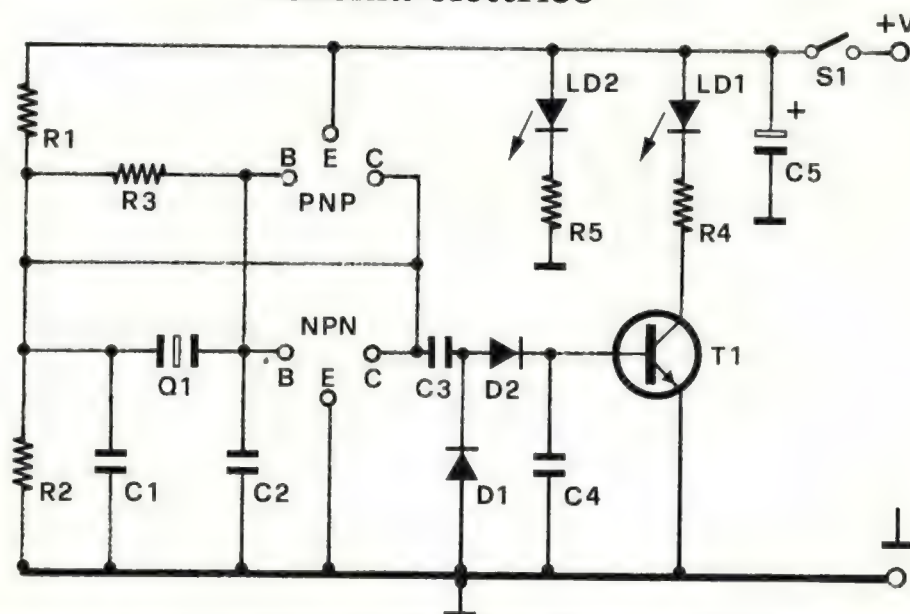 +V
S1
LD2
LD1
+
R1
B E C
C5
R3
PNP
R5
R4
NPN
T1
Q1
B
E
C
C3
D2
R2
C1
C2
D1
C4